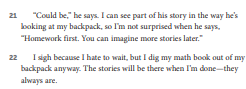 21 "Could be," he says. I can see part of his story in the way he's
looking at my backpack, so I'm not surprised when he says,
"Homework first. You can imagine more stories later."
22 I sigh because I hate to wait, but I dig my math book out of my
backpack anyway. The stories will be there when I'm done—they
always are.